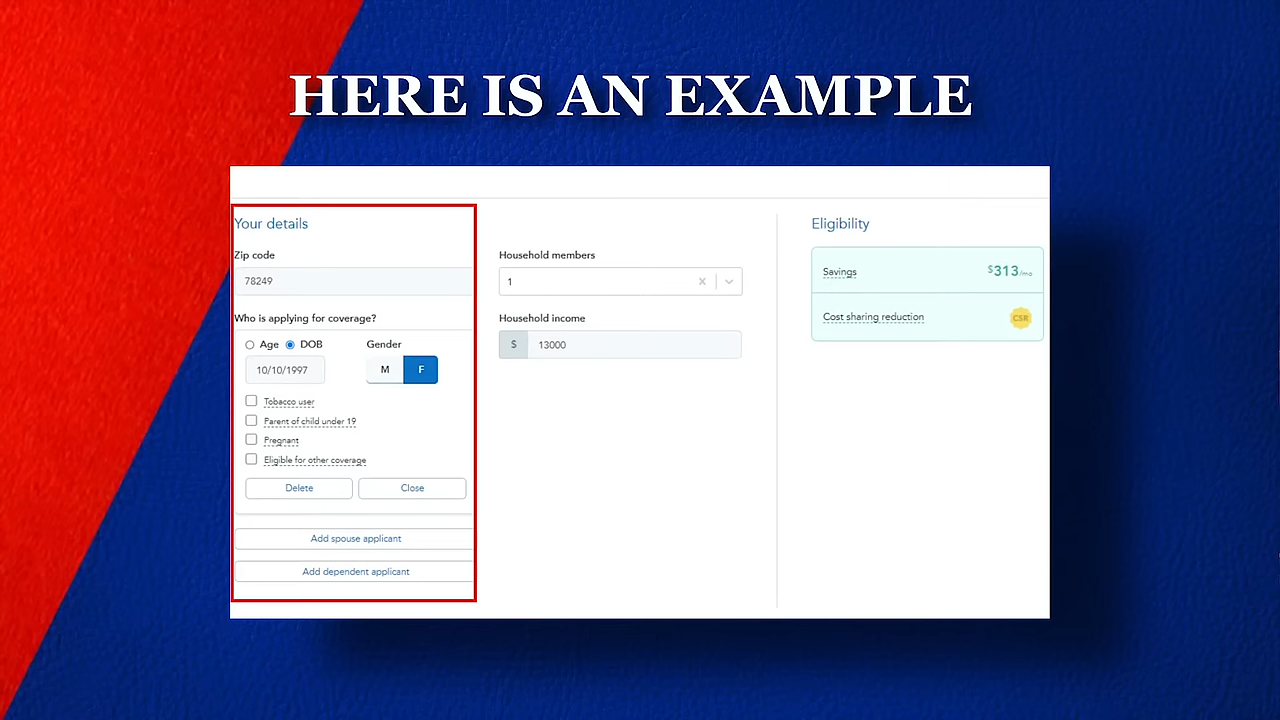 HERE IS AN EXAMPLE
Your details
Zip code
78249
Who is applying for coverage?
Age DOB
Gender
10/10/1997
M F
Tobacco user
Parent of child under 19
Pregnant
Eligible for other coverage
Delete Close
Add spouse applicant
Add dependent applicant
Household members
1
Household income
$ 13000
Eligibility
Savings $313/mo
Cost sharing reduction CSR